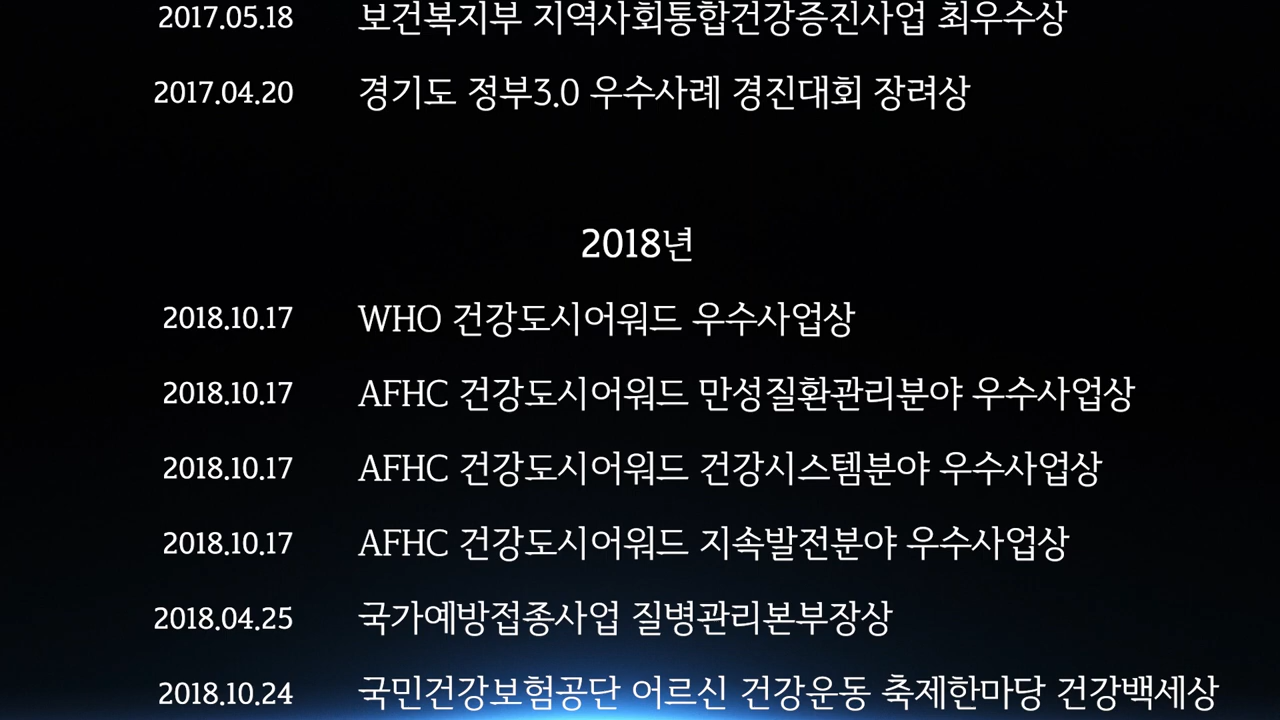 2017.05.18 보건복지부 지역사회통합건강증진사업 최우수상
2017.04.20 경기도 정부3.0 우수사례 경진대회 장려상
2018년
2018.10.17 WHO 건강도시어워드 우수사업상
2018.10.17 AFHC 건강도시어워드 만성질환관리분야 우수사업상
2018.10.17 AFHC 건강도시어워드 건강시스템분야 우수사업상
2018.10.17 AFHC 건강도시어워드 지속발전분야 우수사업상
2018.04.25 국가예방접종사업 질병관리본부장상
2018.10.24 국민건강보험공단 어르신 건강운동 축제한마당 건강백세상